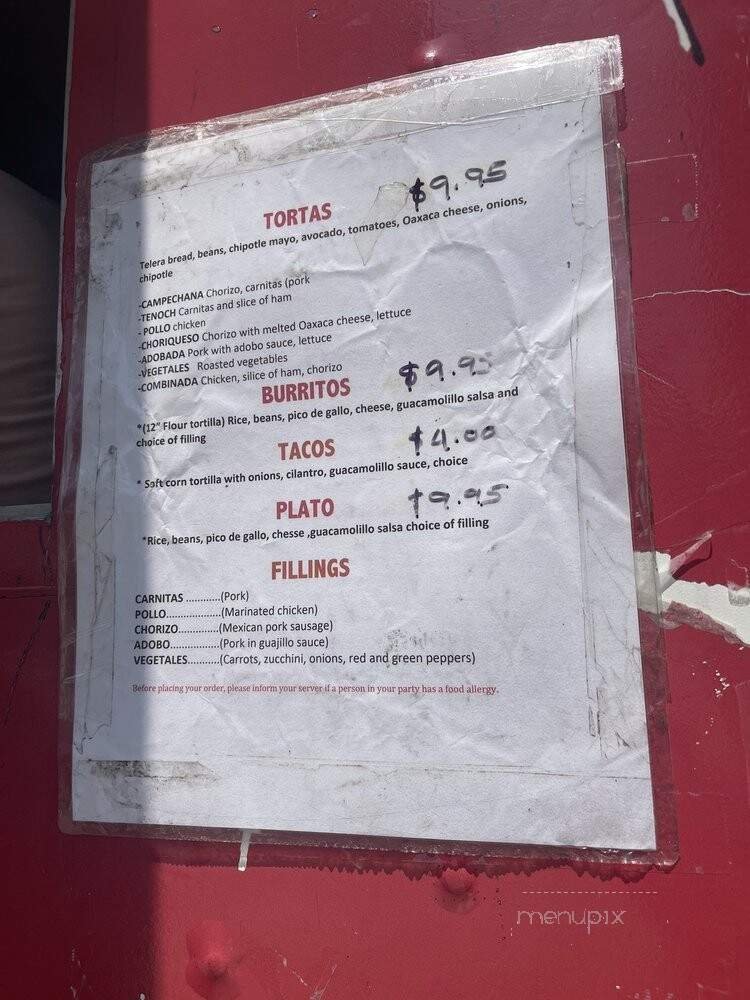 TORTAS $9.95
Telera bread, beans, chipotle mayo, avocado, tomatoes, Oaxaca cheese, onions,
chipotle
-CAMPECHANA Chorizo, carnitas (pork
-TENOCH Carnitas and slice of ham
- POLLO chicken
-CHORIQUESO Chorizo with melted Oaxaca cheese, lettuce
-ADOBADA Pork with adobo sauce, lettuce
-VEGETALES Roasted vegetables
-COMBINADA Chicken, silice of ham, chorizo
BURRITOS $9.95
*(12" Flour tortilla) Rice, beans, pico de gallo, cheese, guacamolillo salsa and
choice of filling
TACOS $4.00
* Soft corn tortilla with onions, cilantro, guacamolillo sauce, choice
PLATO $9.95
*Rice, beans, pico de gallo, chesse ,guacamolillo salsa choice of filling
FILLINGS
CARNITAS ............(Pork)
POLLO....................(Marinated chicken)
CHORIZO...............(Mexican pork sausage)
ADOBO..................(Pork in guajillo sauce)
VEGETALES...........(Carrots, zucchini, onions, red and green peppers)
Before placing your order, please inform your server if a person in your party has a food allergy.
menupix